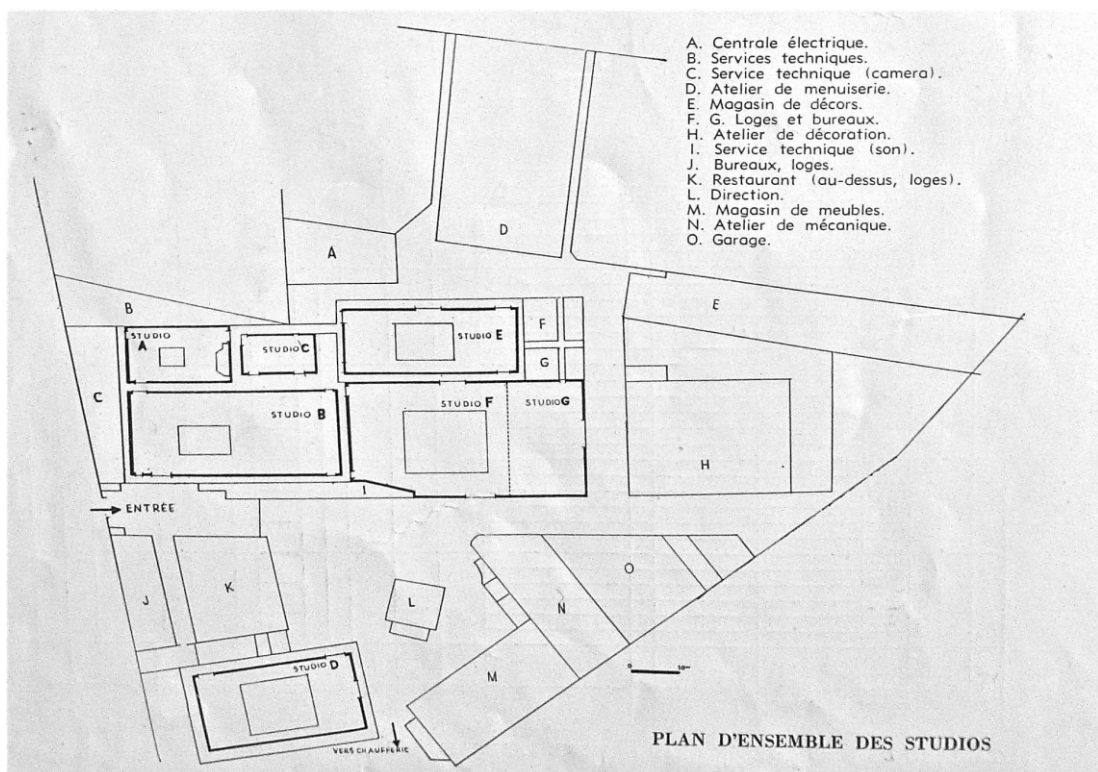 A. Centrale électrique.
B. Services techniques.
C. Service technique (camera).
D. Atelier de menuiserie.
E. Magasin de décors.
F. G. Loges et bureaux.
H. Atelier de décoration.
I. Service technique (son).
J. Bureaux, loges.
K. Restaurant (au-dessus, loges).
L. Direction.
M. Magasin de meubles.
N. Atelier de mécanique.
O. Garage.
D
A
E
B
F
STUDIO A
STUDIO C
STUDIO E
G
C
STUDIO B
STUDIO F
STUDIO G
H
I
ENTRÉE
O
J
K
L
N
STUDIO D
M
0 10m
VERS CHAUFFERIE
PLAN D'ENSEMBLE DES STUDIOS